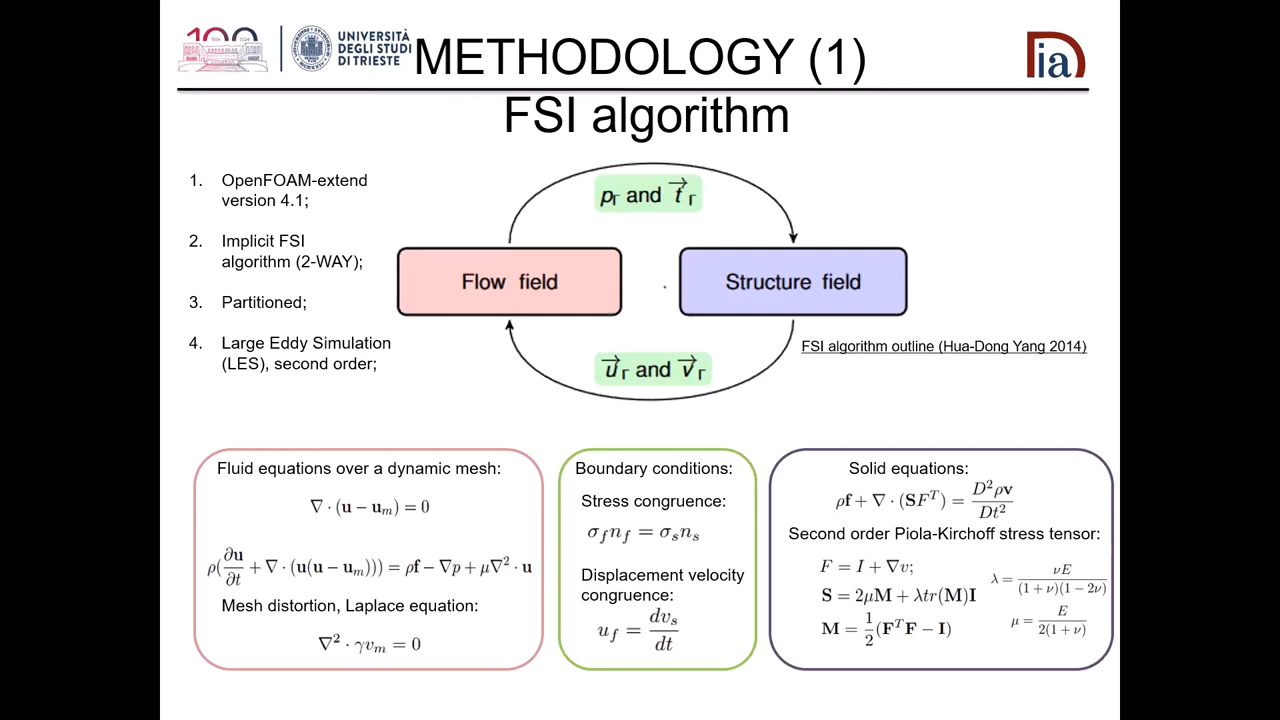 UNIVERSITÀ
DEGLI STUDI
DI TRIESTE
METHODOLOGY (1)
ia
FSI algorithm
1. OpenFOAM-extend
version 4.1;
2. Implicit FSI
algorithm (2-WAY);
3. Partitioned;
4. Large Eddy Simulation
(LES), second order;
p_Γ and \vec{t}_Γ
Flow field
Structure field
\vec{u}_Γ and \vec{v}_Γ
FSI algorithm outline (Hua-Dong Yang 2014)
Fluid equations over a dynamic mesh:
∇ · (u − u_m) = 0
ρ(∂u/∂t + ∇ · (u(u − u_m))) = ρf − ∇p + μ∇² · u
Mesh distortion, Laplace equation:
∇² · γv_m = 0
Boundary conditions:
Stress congruence:
σ_f n_f = σ_s n_s
Displacement velocity
congruence:
u_f = dv_s/dt
Solid equations:
ρf + ∇ · (SF^T) = D²ρv/Dt²
Second order Piola-Kirchoff stress tensor:
F = I + ∇v;
λ = νE/((1 + ν)(1 − 2ν))
S = 2μM + λtr(M)I
μ = E/(2(1 + ν))
M = 1/2(F^T F − I)